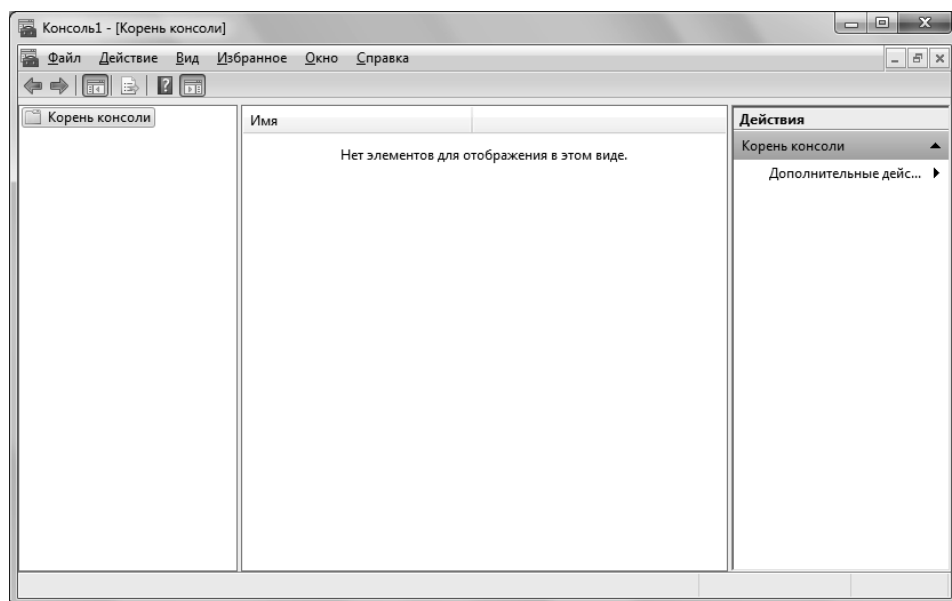 Консоль1 - [Корень консоли]
Файл Действие Вид Избранное Окно Справка
Корень консоли
Имя
Нет элементов для отображения в этом виде.
Действия
Корень консоли
Дополнительные дейс...